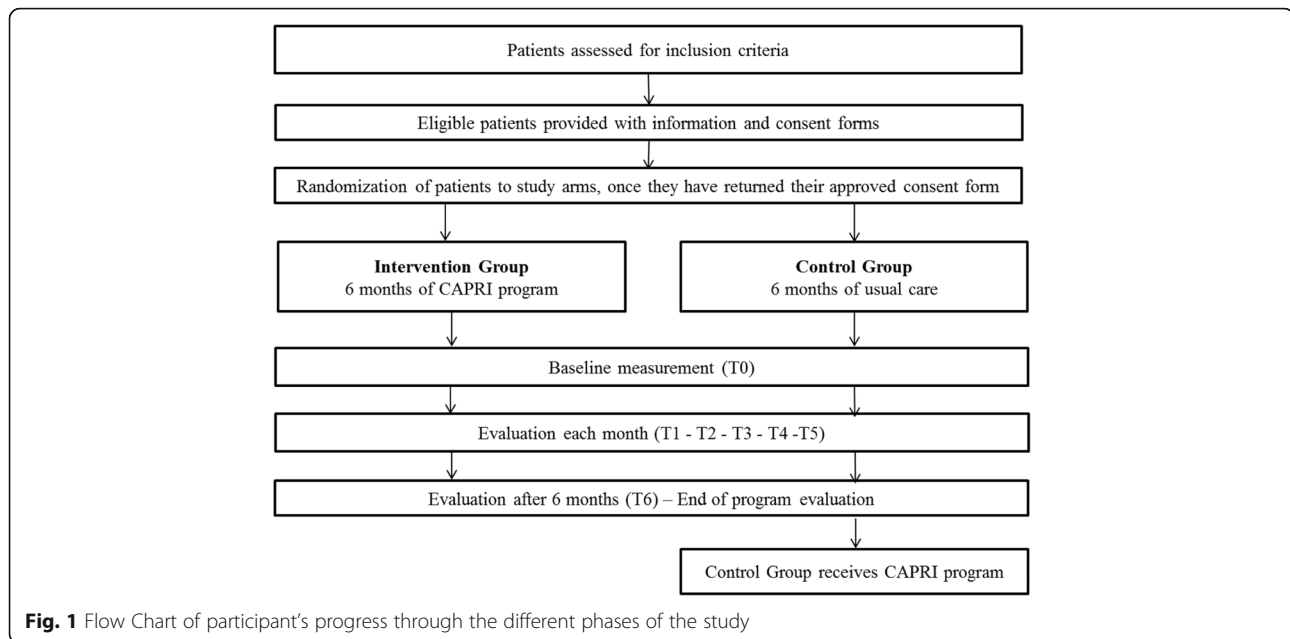 Patients assessed for inclusion criteria
Eligible patients provided with information and consent forms
Randomization of patients to study arms, once they have returned their approved consent form
Intervention Group
6 months of CAPRI program
Control Group
6 months of usual care
Baseline measurement (T0)
Evaluation each month (T1 - T2 - T3 - T4 -T5)
Evaluation after 6 months (T6) – End of program evaluation
Control Group receives CAPRI program
Fig. 1 Flow Chart of participant’s progress through the different phases of the study